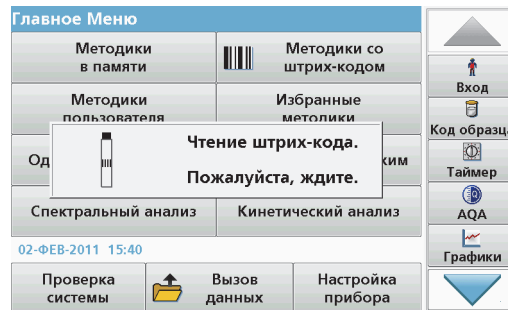 Главное Меню
Методики
в памяти
Методики со
штрих-кодом
Методики
пользователя
Избранные
методики
Чтение штрих-кода.
Пожалуйста, ждите.
Спектральный анализ
Кинетический анализ
02-ФЕВ-2011 15:40
Проверка
системы
Вызов
данных
Настройка
прибора
Вход
Код образц
Таймер
AQA
Графики